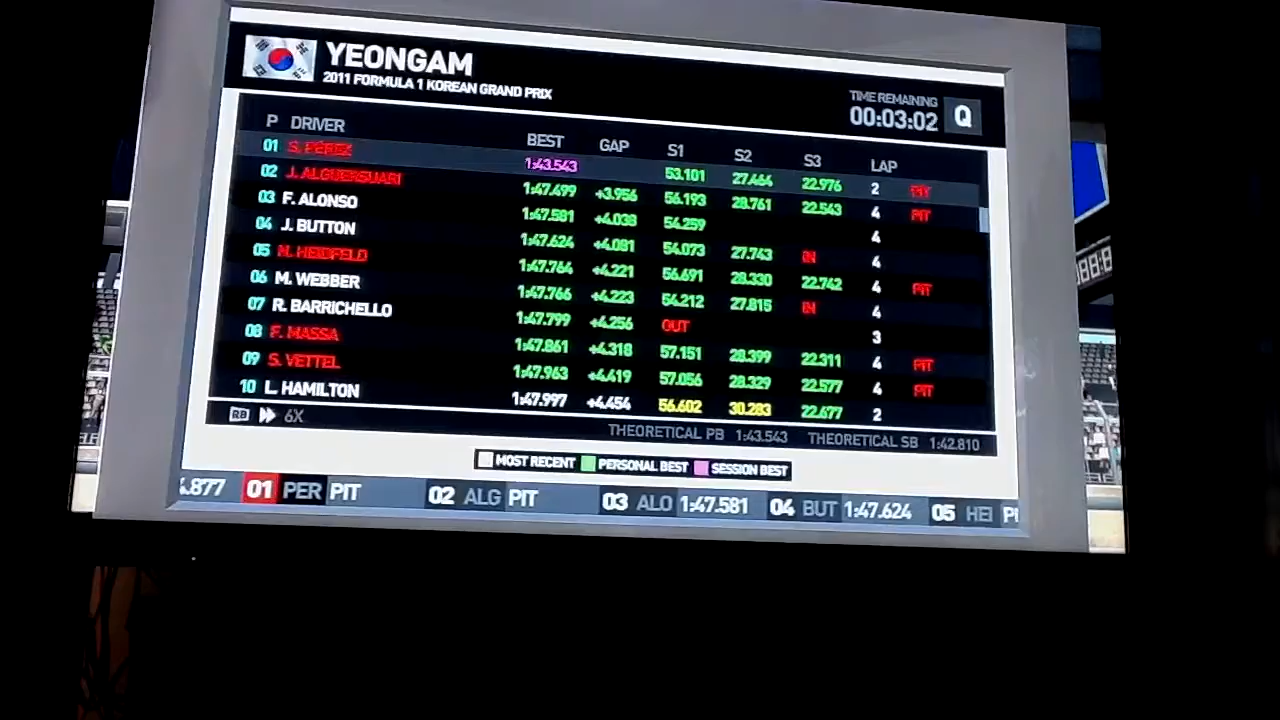 YEONGAM
2011 FORMULA 1 KOREAN GRAND PRIX
TIME REMAINING
00:03:02 Q
P DRIVER BEST GAP S1 S2 S3 LAP
01 S. PEREZ 1:43.543 53.101 27.464 22.976 2 PIT
02 J. ALGUERSUARI 1:47.499 +3.956 56.193 28.761 22.543 4 PIT
03 F. ALONSO 1:47.581 +4.038 54.259 4
04 J. BUTTON 1:47.624 +4.081 54.073 27.743 IN 4
05 N. HEIDFELD 1:47.764 +4.221 56.691 28.330 22.742 4 PIT
06 M. WEBBER 1:47.766 +4.223 54.212 27.815 IN 4
07 R. BARRICHELLO 1:47.799 +4.256 OUT 3
08 F. MASSA 1:47.861 +4.318 57.151 28.399 22.311 4 PIT
09 S. VETTEL 1:47.963 +4.419 57.056 28.329 22.577 4 PIT
10 L. HAMILTON 1:47.997 +4.454 56.602 30.283 22.677 2
RB 6X THEORETICAL PB 1:43.543 THEORETICAL SB 1:42.810
MOST RECENT PERSONAL BEST SESSION BEST
.877 01 PER PIT 02 ALG PIT 03 ALO 1:47.581 04 BUT 1:47.624 05 HEI PI